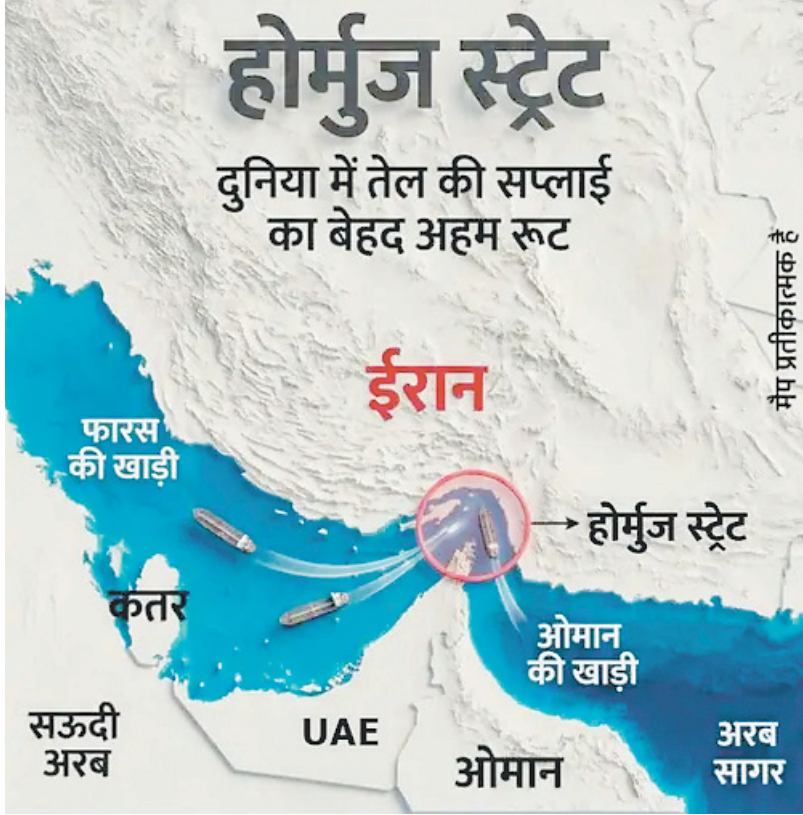 होर्मुज स्ट्रेट
दुनिया में तेल की सप्लाई
का बेहद अहम रूट
मैप प्रतीकात्मक है
ईरान
फारस
की खाड़ी
होर्मुज स्ट्रेट
कतर
ओमान
की खाड़ी
सऊदी
अरब
UAE
ओमान
अरब
सागर